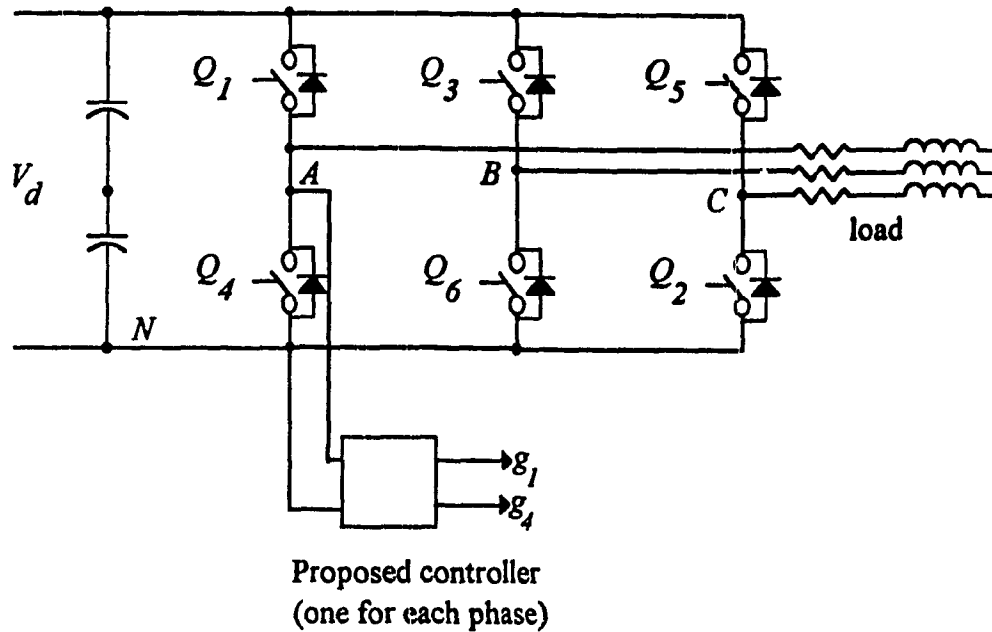 Q1
Q3
Q5
Vd
A
B
C
load
Q4
Q6
Q2
N
g1
g4
Proposed controller
(one for each phase)